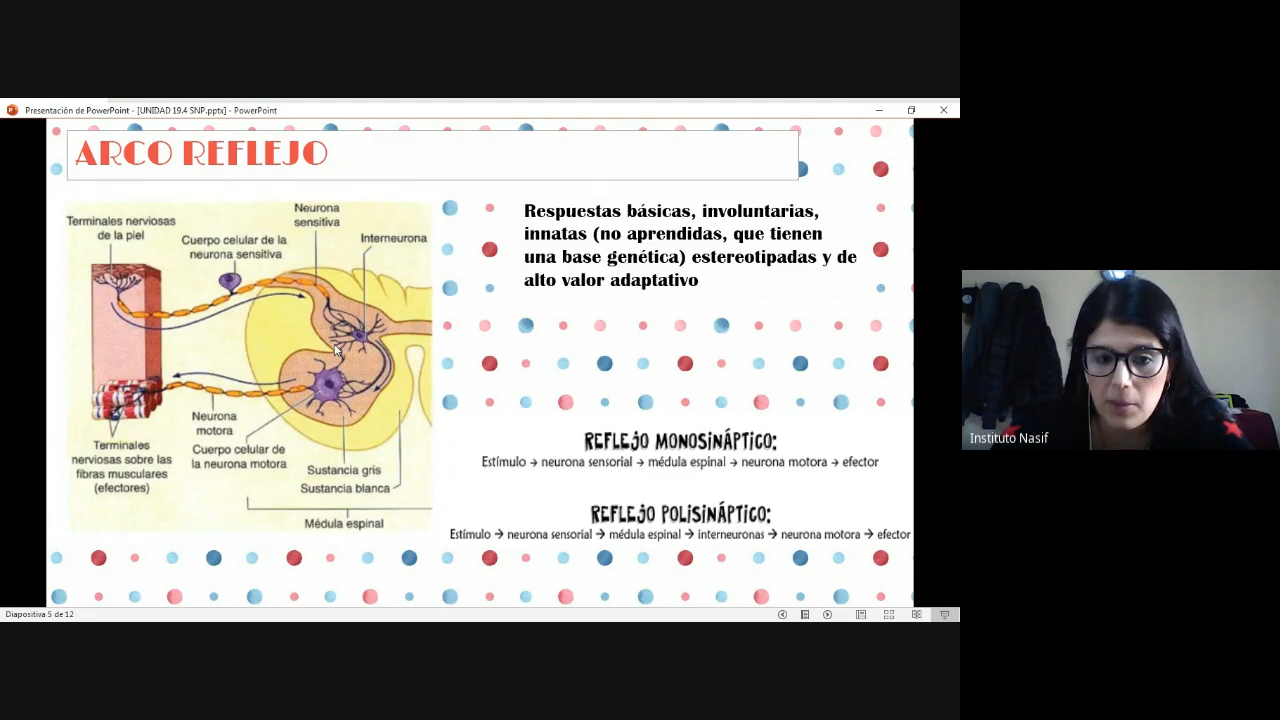 Presentación de PowerPoint - [UNIDAD 19.4 SNP.pptx] - PowerPoint
ARCO REFLEJO
Terminales nerviosas
de la piel
Neurona
sensitiva
Cuerpo celular de la
neurona sensitiva
Interneurona
Neurona
motora
Cuerpo celular de
la neurona motora
Terminales
nerviosas sobre las
fibras musculares
(efectores)
Sustancia gris
Sustancia blanca
Médula espinal
Respuestas básicas, involuntarias,
innatas (no aprendidas, que tienen
una base genética) estereotipadas y de
alto valor adaptativo
REFLEJO MONOSINÁPTICO:
Estímulo → neurona sensorial → médula espinal → neurona motora → efector
REFLEJO POLISINÁPTICO:
Estímulo → neurona sensorial → médula espinal → interneuronas → neurona motora → efector
Diapositiva 5 de 12
Instituto Nasif